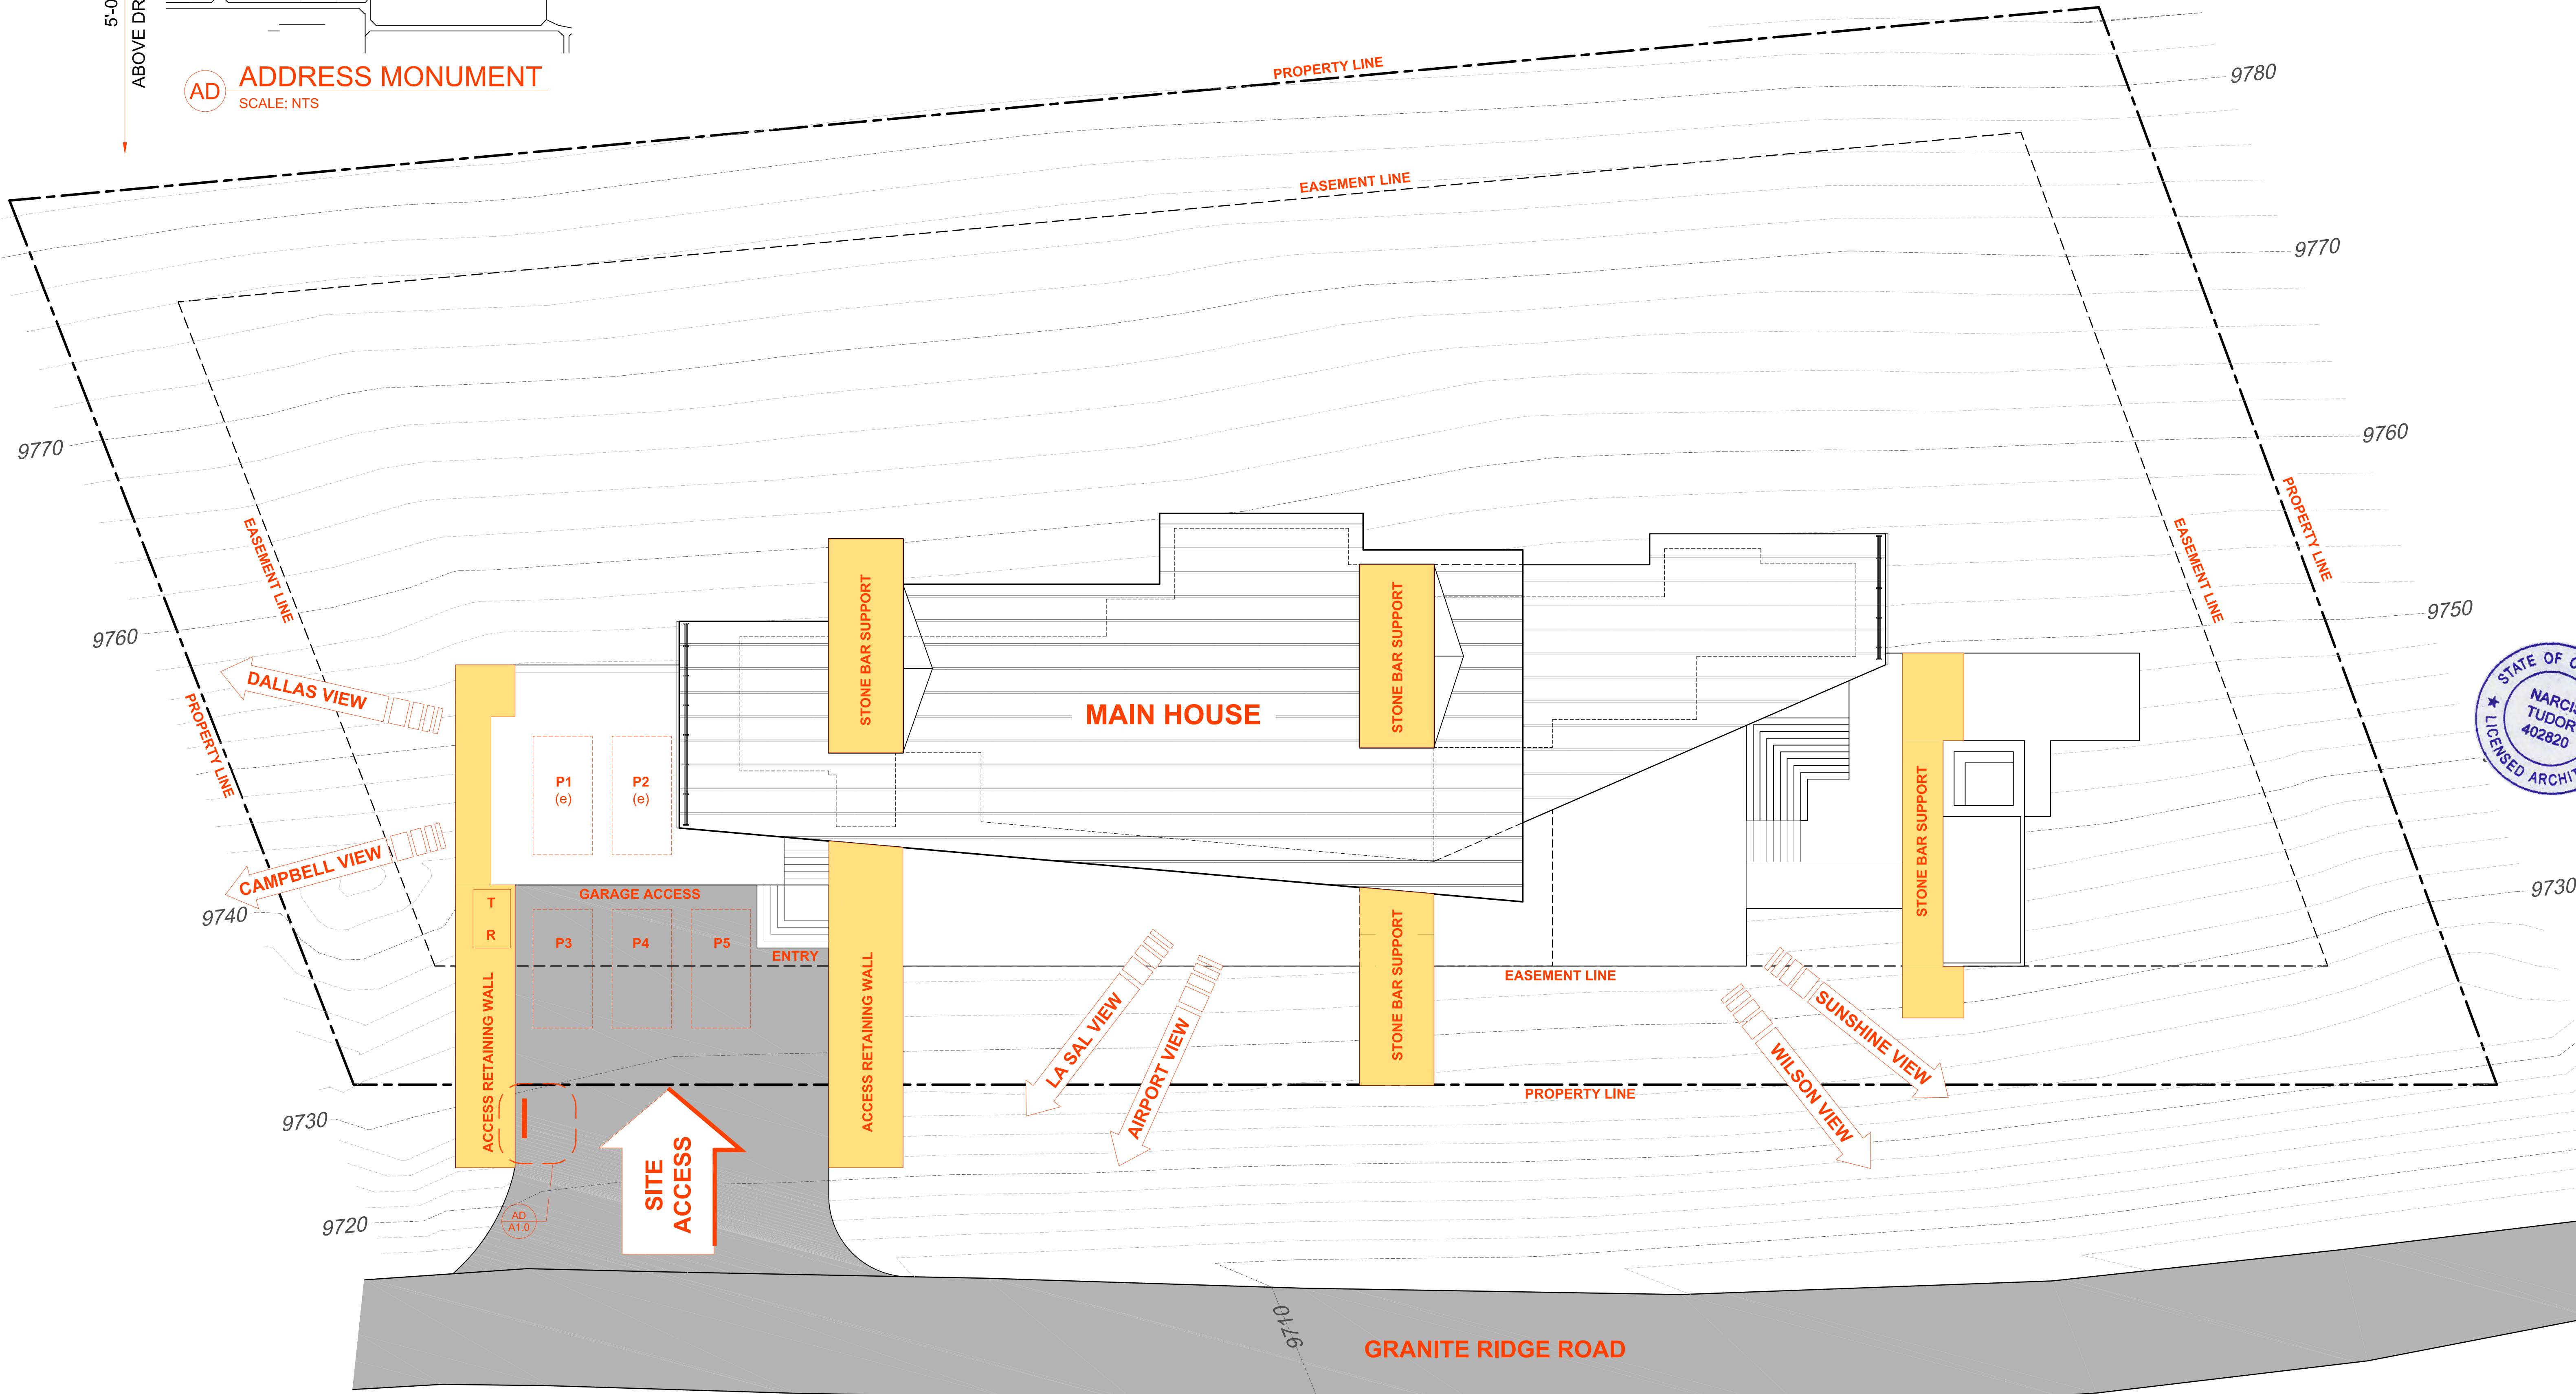 5'-0
ABOVE DR
AD
ADDRESS MONUMENT
SCALE: NTS
PROPERTY LINE
9780
EASEMENT LINE
9770
9770
9760
EASEMENT LINE
PROPERTY LINE
EASEMENT LINE
PROPERTY LINE
9760
9750
STONE BAR SUPPORT
STONE BAR SUPPORT
MAIN HOUSE
DALLAS VIEW
STATE OF C
NARCIS
TUDOR
402820
LICENSED ARCHIT
P1
(e)
P2
(e)
STONE BAR SUPPORT
CAMPBELL VIEW
9740
GARAGE ACCESS
T
R
P3
P4
P5
ENTRY
9730
EASEMENT LINE
ACCESS RETAINING WALL
ACCESS RETAINING WALL
STONE BAR SUPPORT
LA SAL VIEW
AIRPORT VIEW
SUNSHINE VIEW
WILSON VIEW
PROPERTY LINE
9730
SITE
ACCESS
9720
AD
A1.0
9710
GRANITE RIDGE ROAD